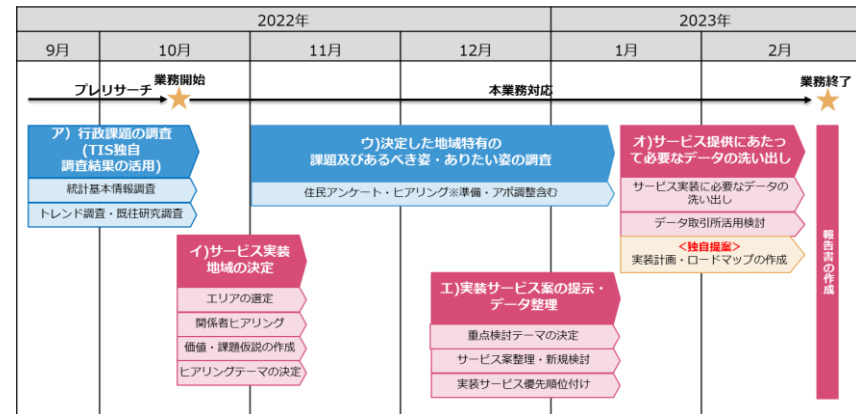 2022年
2023年
9月
10月
11月
12月
1月
2月
プレリサーチ
業務開始
本業務対応
業務終了
ア）行政課題の調査
(TIS独自
調査結果の活用)
統計基本情報調査
トレンド調査・既往研究調査
イ)サービス実装
地域の決定
エリアの選定
関係者ヒアリング
価値・課題仮説の作成
ヒアリングテーマの決定
ウ)決定した地域特有の
課題及びあるべき姿・ありたい姿の調査
住民アンケート・ヒアリング※準備・アポ調整含む
エ)実装サービス案の提示・
データ整理
重点検討テーマの決定
サービス案整理・新規検討
実装サービス優先順位付け
オ)サービス提供にあたっ
て必要なデータの洗い出し
サービス実装に必要なデータの
洗い出し
データ取引所活用検討
<独自提案>
実装計画・ロードマップの作成
報告書の作成